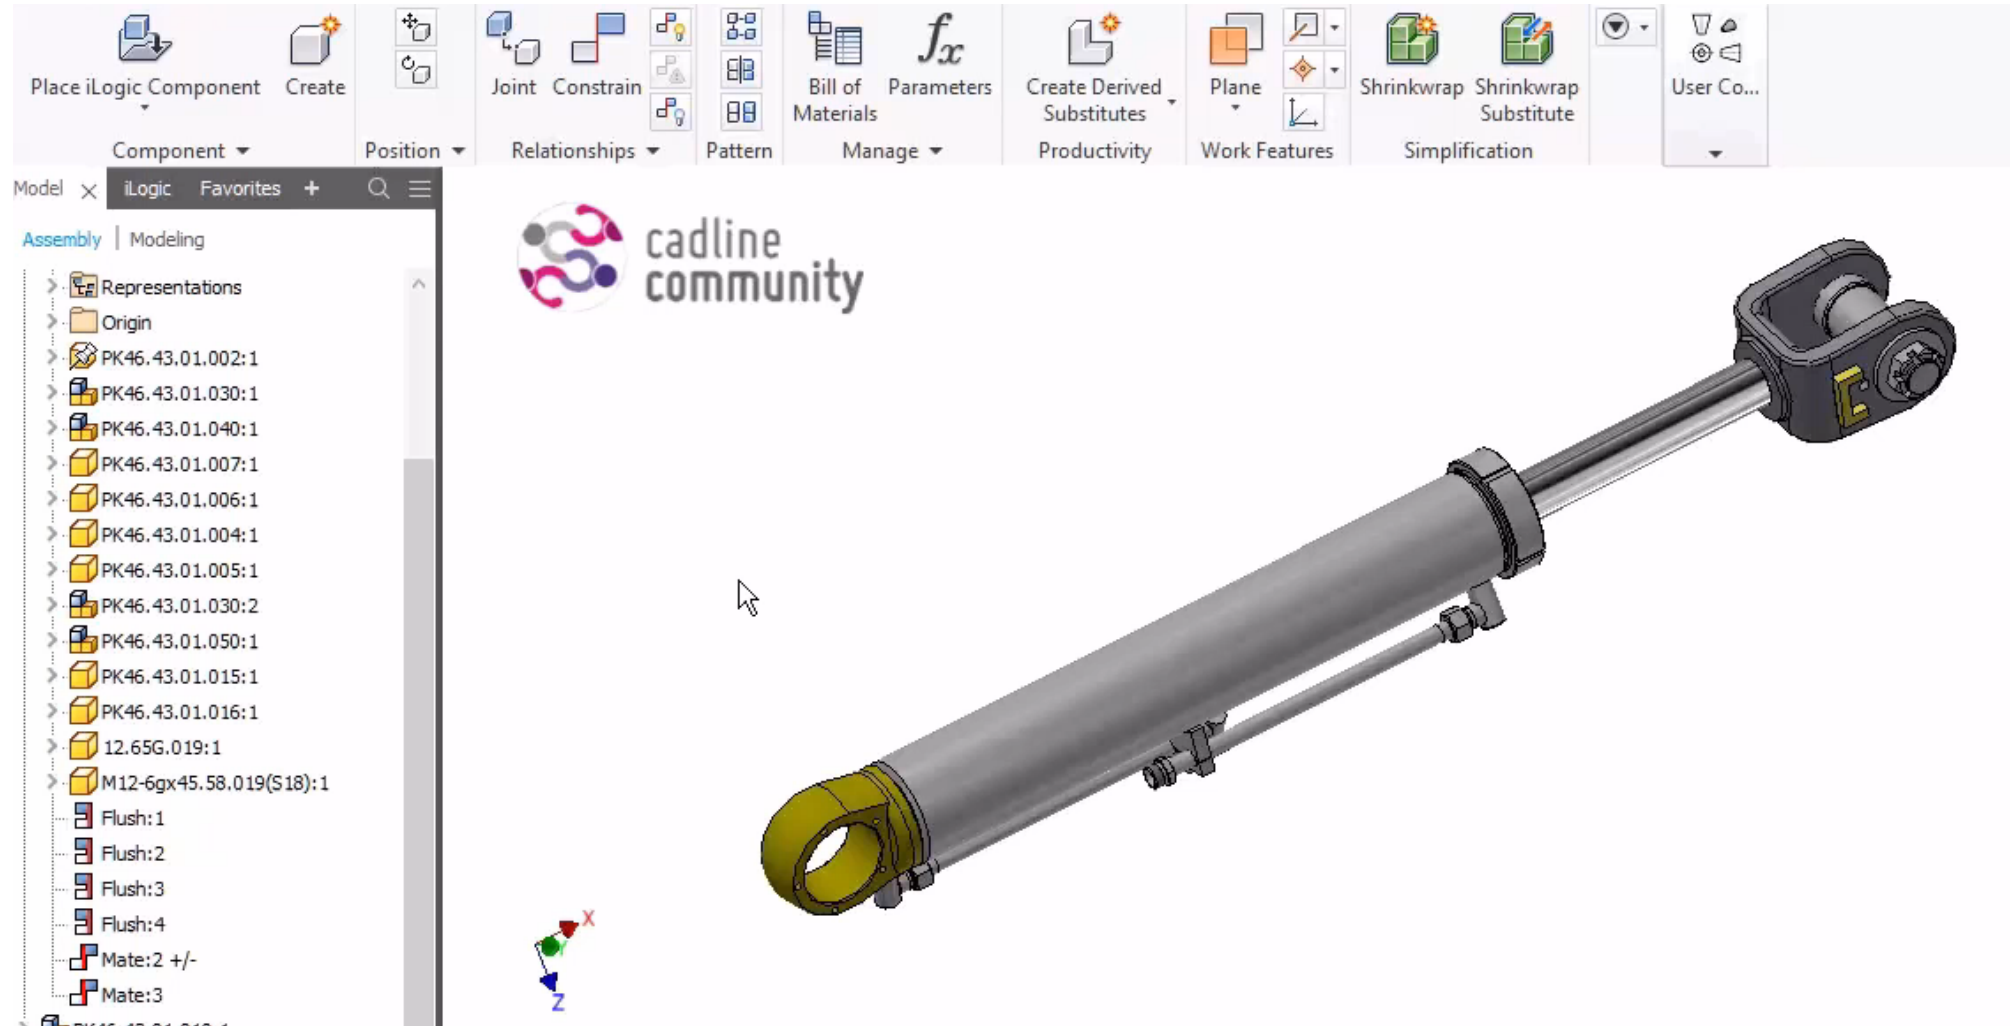 Place iLogic Component
Create
Joint
Constrain
Bill of
Materials
fx
Parameters
Create Derived
Substitutes
Plane
Shrinkwrap
Shrinkwrap
Substitute
User Co...
Component
Position
Relationships
Pattern
Manage
Productivity
Work Features
Simplification
Model
iLogic
Favorites
+
Assembly | Modeling
cadline
community
Representations
Origin
PK46.43.01.002:1
PK46.43.01.030:1
PK46.43.01.040:1
PK46.43.01.007:1
PK46.43.01.006:1
PK46.43.01.004:1
PK46.43.01.005:1
PK46.43.01.030:2
PK46.43.01.050:1
PK46.43.01.015:1
PK46.43.01.016:1
12.65G.019:1
M12-6gx45.58.019(S18):1
Flush:1
Flush:2
Flush:3
Flush:4
Mate:2 +/-
Mate:3
X
Y
Z